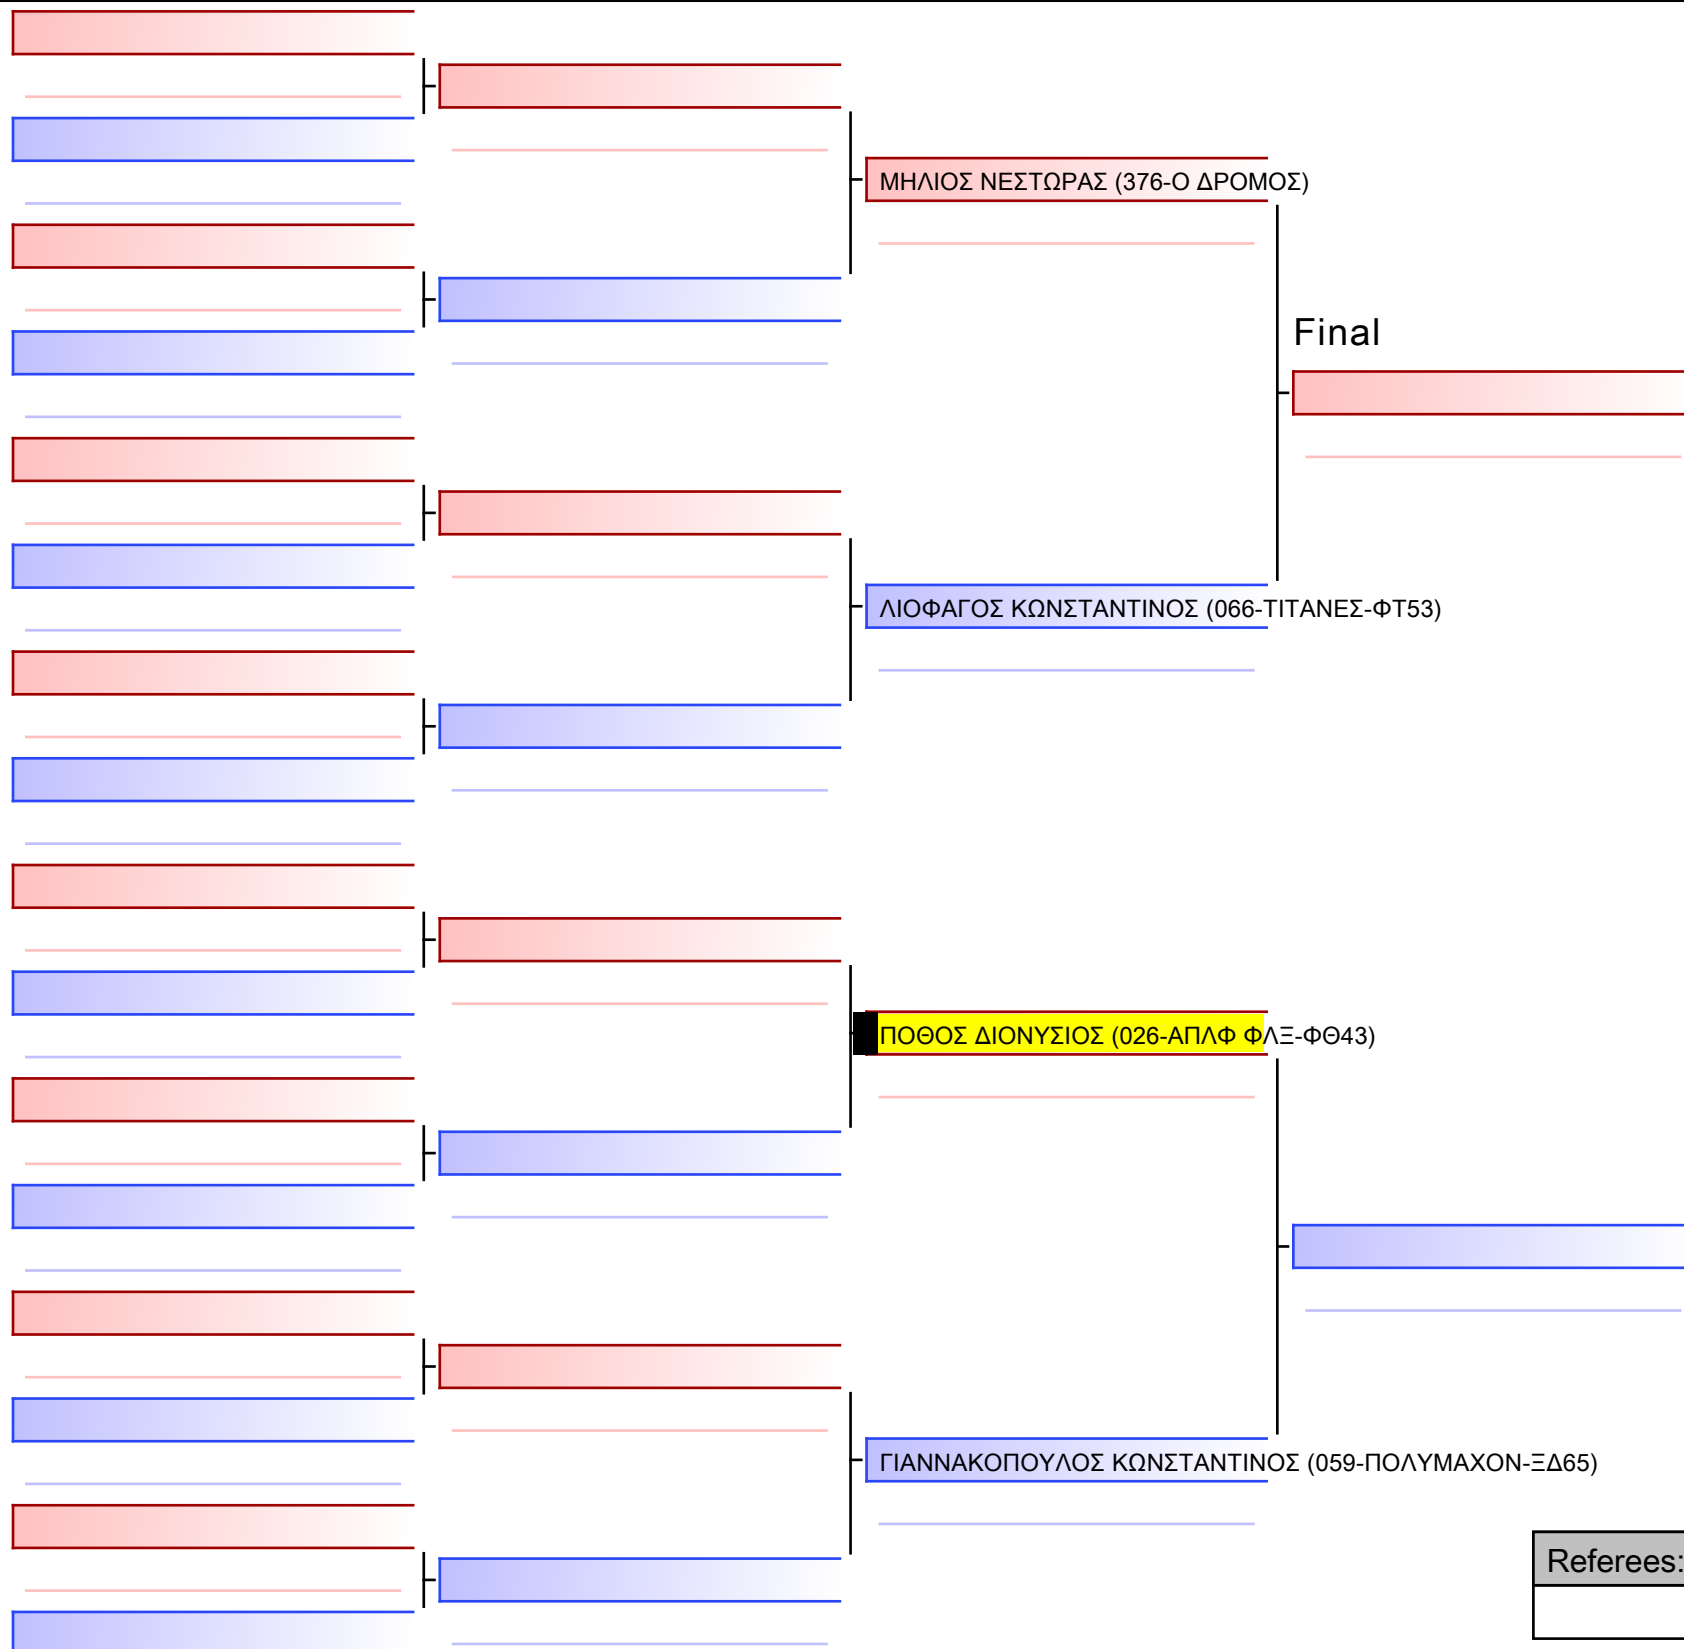 ΜΗΛΙΟΣ ΝΕΣΤΩΡΑΣ (376-Ο ΔΡΟΜΟΣ)
Final
ΛΙΟΦΑΓΟΣ ΚΩΝΣΤΑΝΤΙΝΟΣ (066-ΤΙΤΑΝΕΣ-ΦΤ53)
ΠΟΘΟΣ ΔΙΟΝΥΣΙΟΣ (026-ΑΠΛΦ ΦΛΞ-ΦΘ43)
ΓΙΑΝΝΑΚΟΠΟΥΛΟΣ ΚΩΝΣΤΑΝΤΙΝΟΣ (059-ΠΟΛΥΜΑΧΟΝ-ΞΔ65)
Referees: